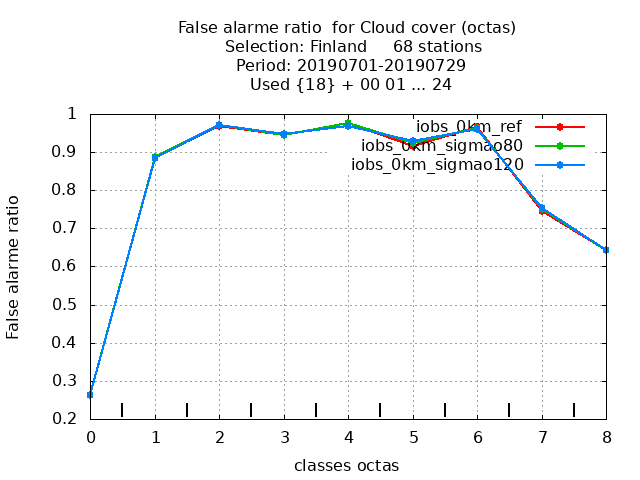 False alarme ratio  for Cloud cover (octas)
Selection: Finland     68 stations
Period: 20190701-20190729
Used {18} + 00 01 ... 24
iobs_0km_ref
iobs_0km_sigmao80
iobs_0km_sigmao120
False alarme ratio
1
0.9
0.8
0.7
0.6
0.5
0.4
0.3
0.2
0 1 2 3 4 5 6 7 8
classes octas